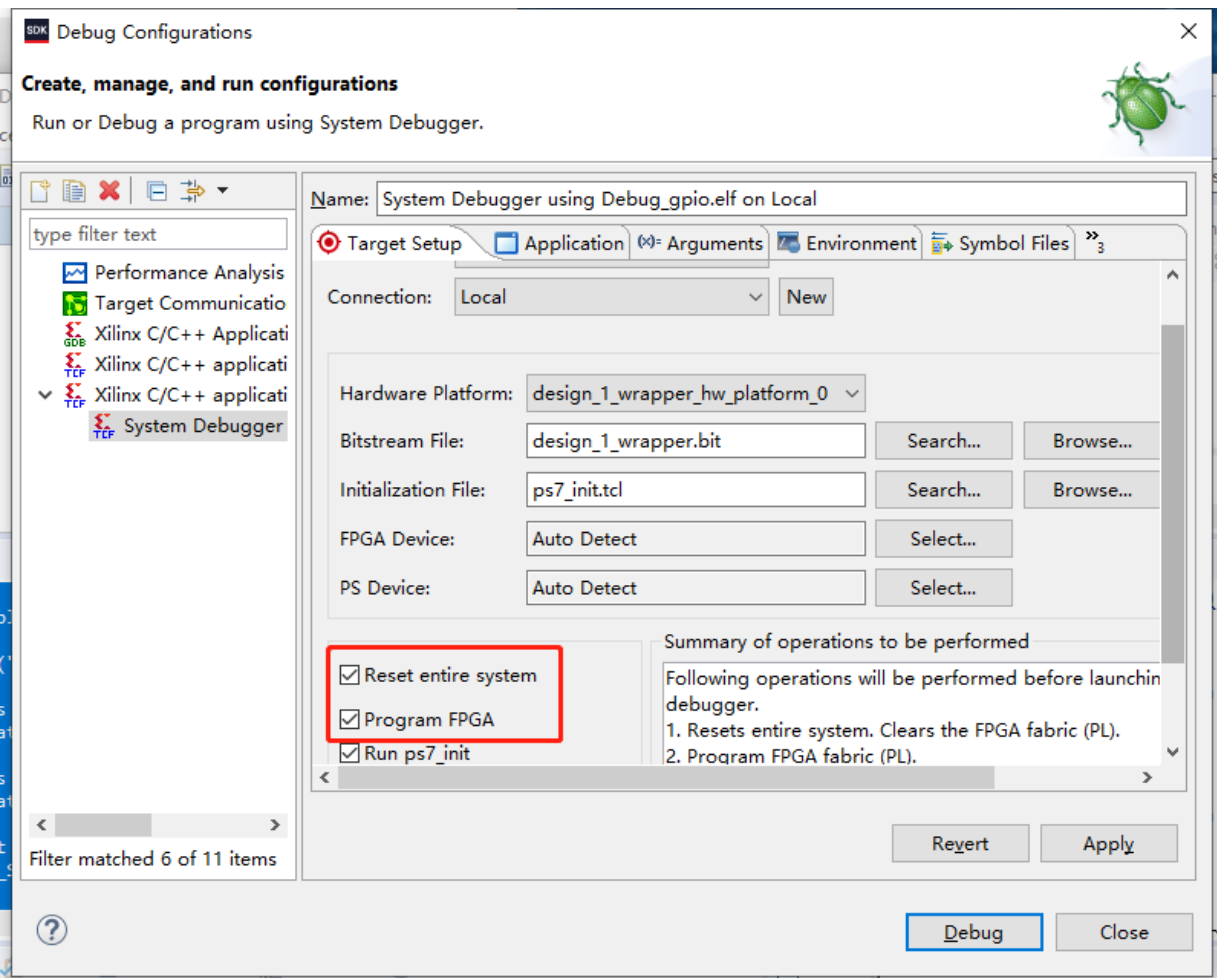 SDK Debug Configurations
Create, manage, and run configurations
Run or Debug a program using System Debugger.
Name: System Debugger using Debug_gpio.elf on Local
type filter text
Performance Analysis
Target Communicatio
GDB Xilinx C/C++ Applicati
TCF Xilinx C/C++ applicati
TCF Xilinx C/C++ applicati
TCF System Debugger
Filter matched 6 of 11 items
Target Setup Application (x)= Arguments Environment Symbol Files »3
Connection: Local New
Hardware Platform: design_1_wrapper_hw_platform_0
Bitstream File: design_1_wrapper.bit Search... Browse...
Initialization File: ps7_init.tcl Search... Browse...
FPGA Device: Auto Detect Select...
PS Device: Auto Detect Select...
Reset entire system
Program FPGA
Run ps7_init
Summary of operations to be performed
Following operations will be performed before launchin
debugger.
1. Resets entire system. Clears the FPGA fabric (PL).
2. Program FPGA fabric (PL).
Revert Apply
? Debug Close